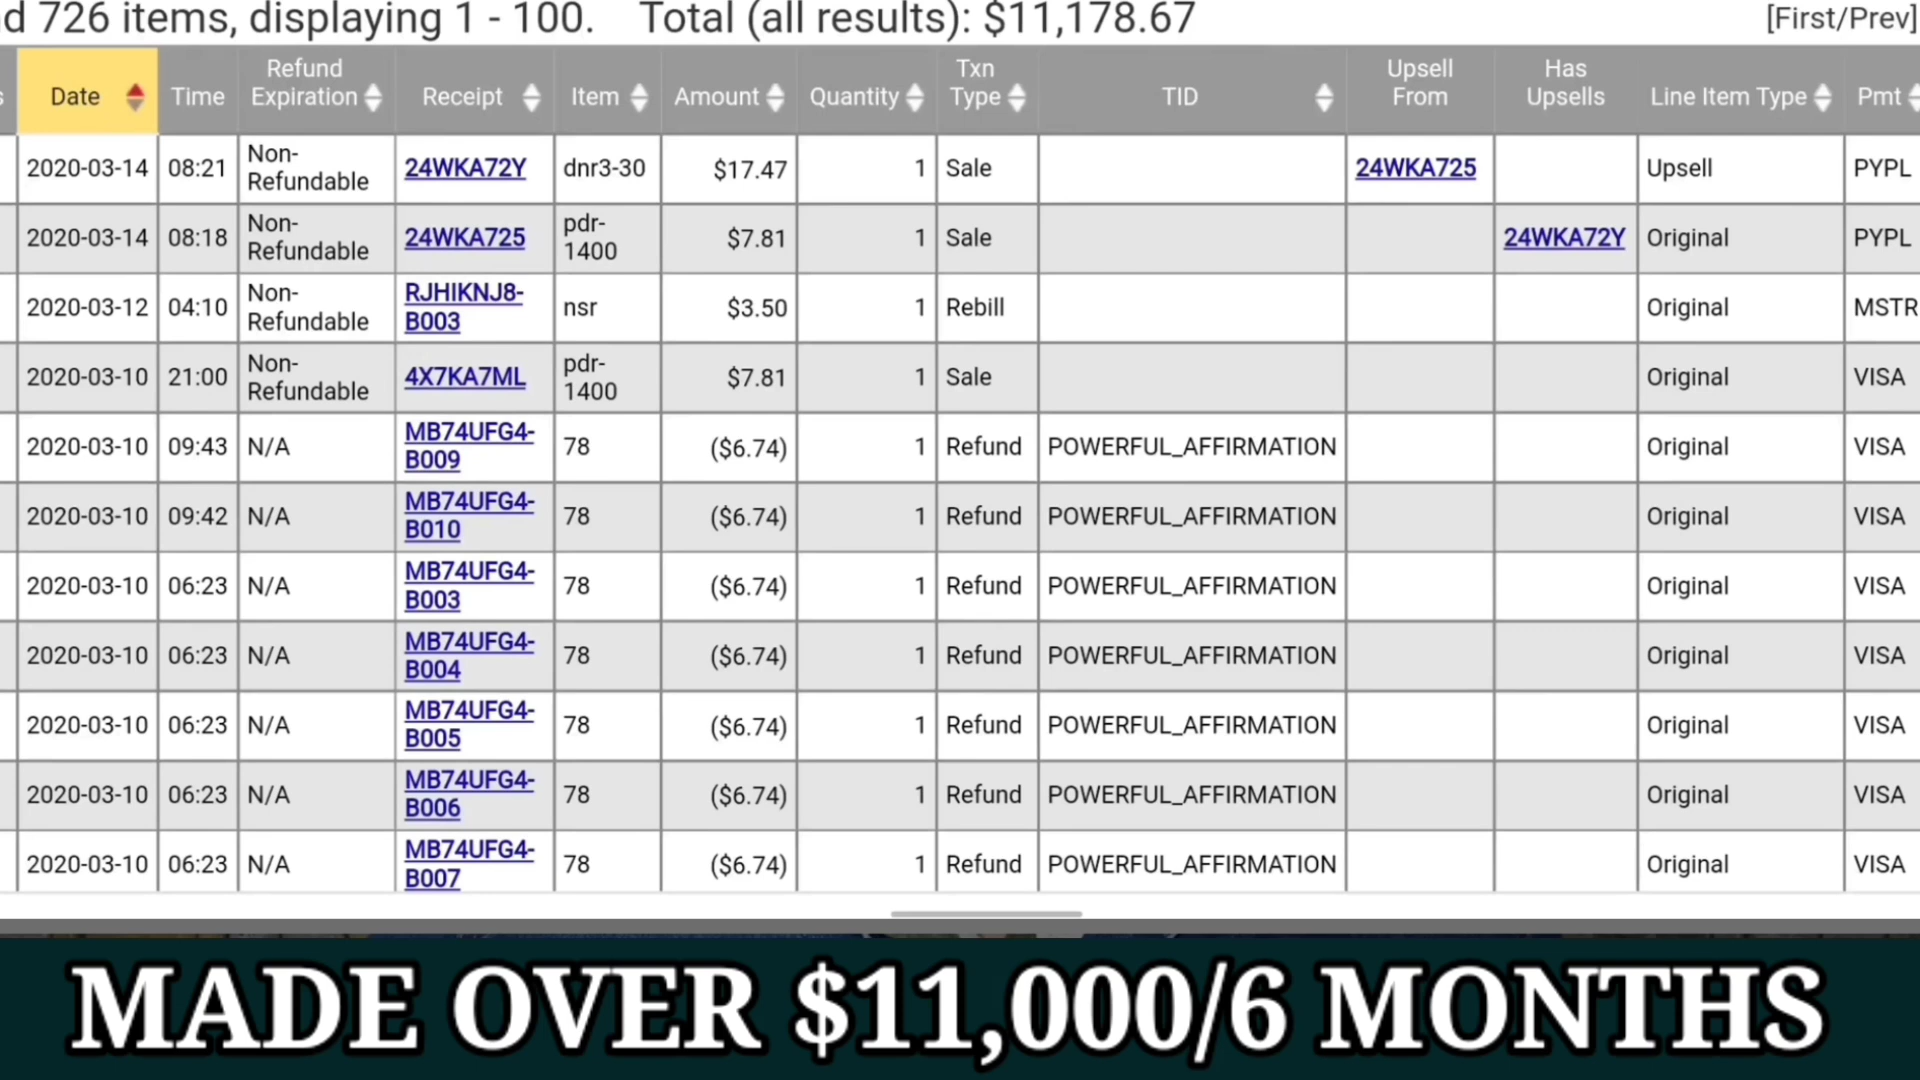 d 726 items, displaying 1 - 100. Total (all results): $11,178.67 [First/Prev]
s Date Time Refund Expiration Receipt Item Amount Quantity Txn Type TID Upsell From Has Upsells Line Item Type Pmt
2020-03-14 08:21 Non-Refundable 24WKA72Y dnr3-30 $17.47 1 Sale 24WKA725 Upsell PYPL
2020-03-14 08:18 Non-Refundable 24WKA725 pdr-1400 $7.81 1 Sale 24WKA72Y Original PYPL
2020-03-12 04:10 Non-Refundable RJHIKNJ8-B003 nsr $3.50 1 Rebill Original MSTR
2020-03-10 21:00 Non-Refundable 4X7KA7ML pdr-1400 $7.81 1 Sale Original VISA
2020-03-10 09:43 N/A MB74UFG4-B009 78 ($6.74) 1 Refund POWERFUL_AFFIRMATION Original VISA
2020-03-10 09:42 N/A MB74UFG4-B010 78 ($6.74) 1 Refund POWERFUL_AFFIRMATION Original VISA
2020-03-10 06:23 N/A MB74UFG4-B003 78 ($6.74) 1 Refund POWERFUL_AFFIRMATION Original VISA
2020-03-10 06:23 N/A MB74UFG4-B004 78 ($6.74) 1 Refund POWERFUL_AFFIRMATION Original VISA
2020-03-10 06:23 N/A MB74UFG4-B005 78 ($6.74) 1 Refund POWERFUL_AFFIRMATION Original VISA
2020-03-10 06:23 N/A MB74UFG4-B006 78 ($6.74) 1 Refund POWERFUL_AFFIRMATION Original VISA
2020-03-10 06:23 N/A MB74UFG4-B007 78 ($6.74) 1 Refund POWERFUL_AFFIRMATION Original VISA
MADE OVER $11,000/6 MONTHS